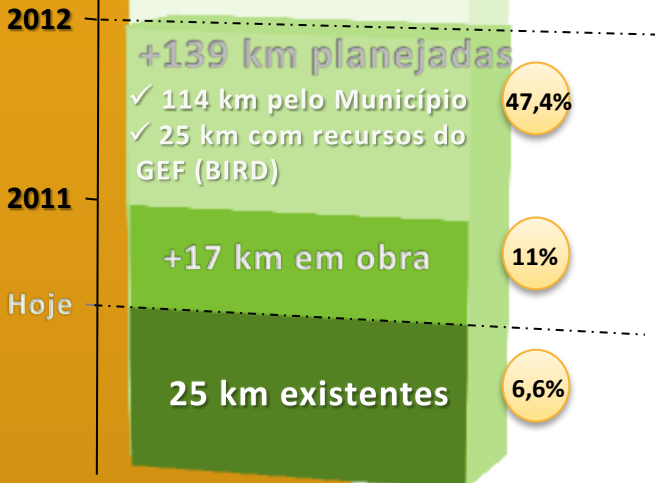 2012
+139 km planejadas
✓ 114 km pelo Município
47,4%
✓ 25 km com recursos do
GEF (BIRD)
2011
+17 km em obra
11%
Hoje
25 km existentes
6,6%